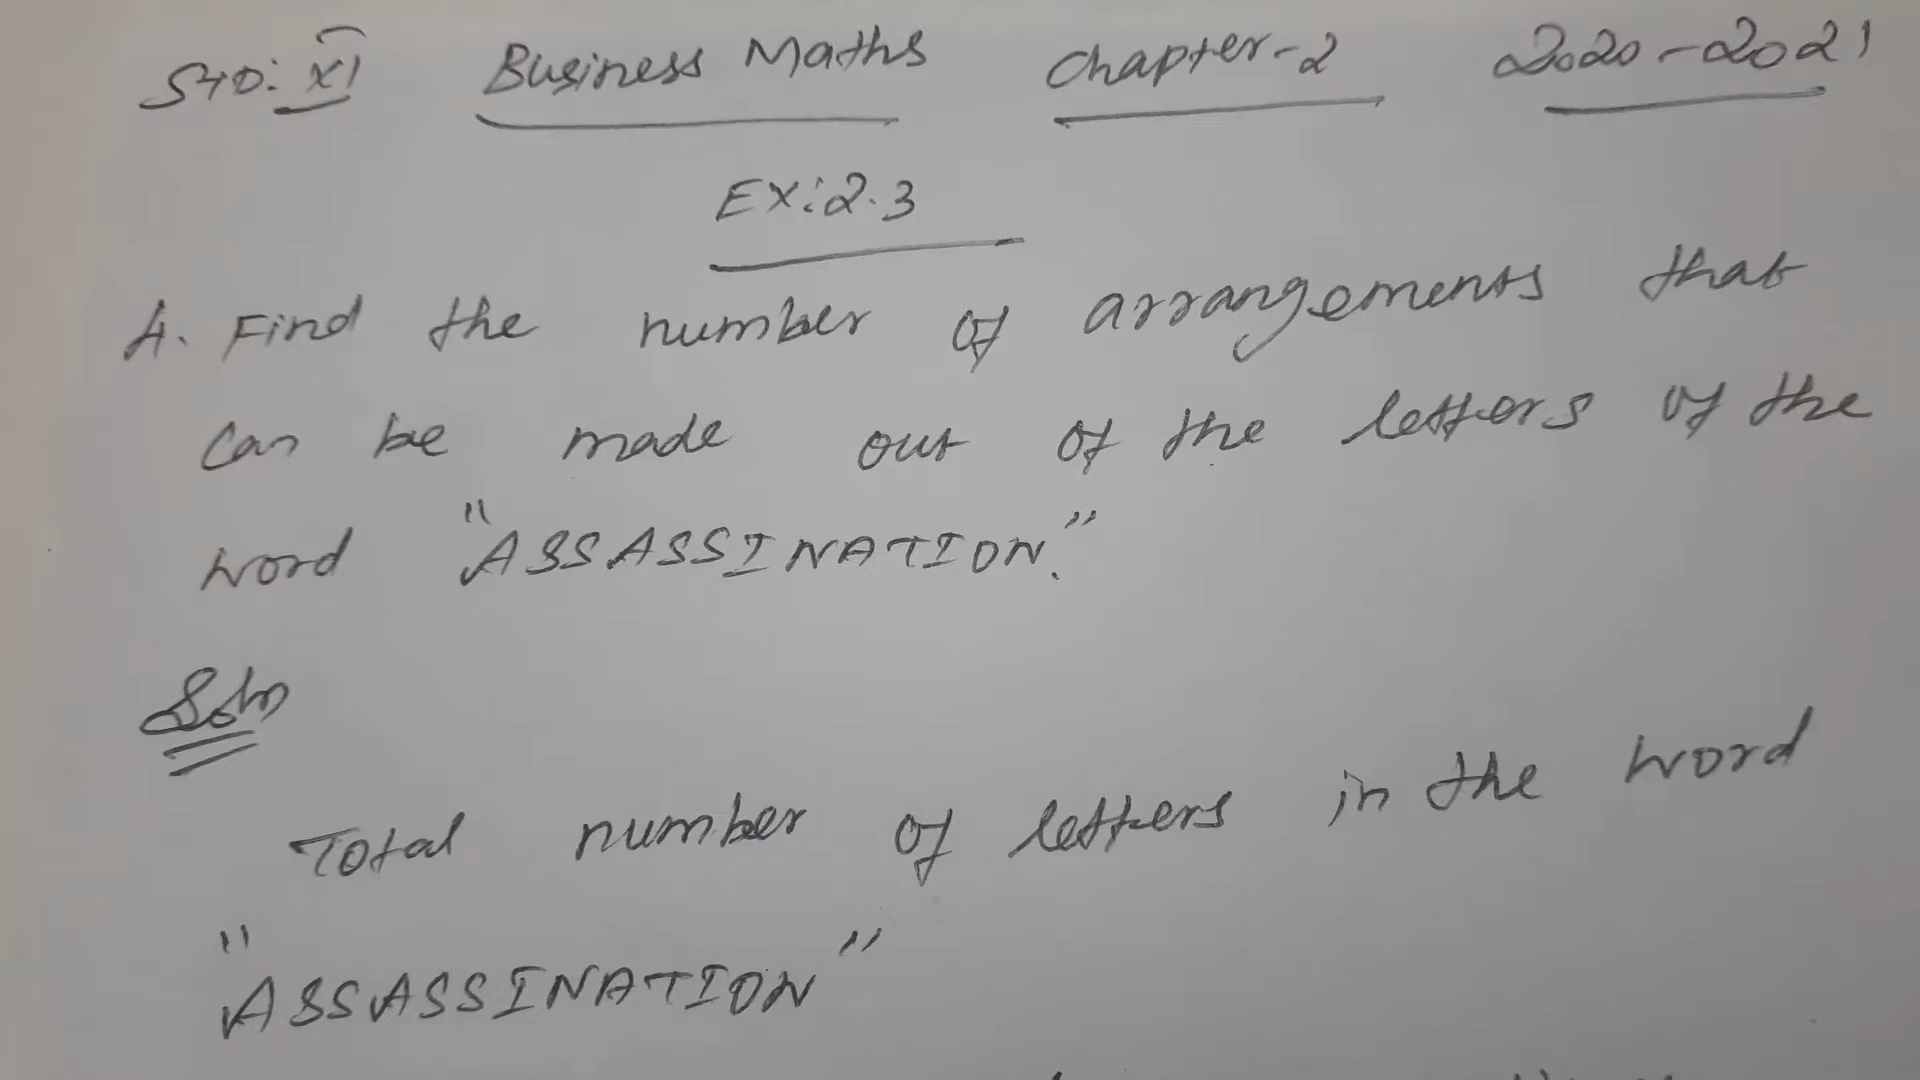 STD: XI Business Maths Chapter-2 2020-2021
EX: 2.3
4. Find the number of arrangements that
can be made out of the letters of the
word "ASSASSINATION."
Soln
Total number of letters in the word
"ASSASSINATION"